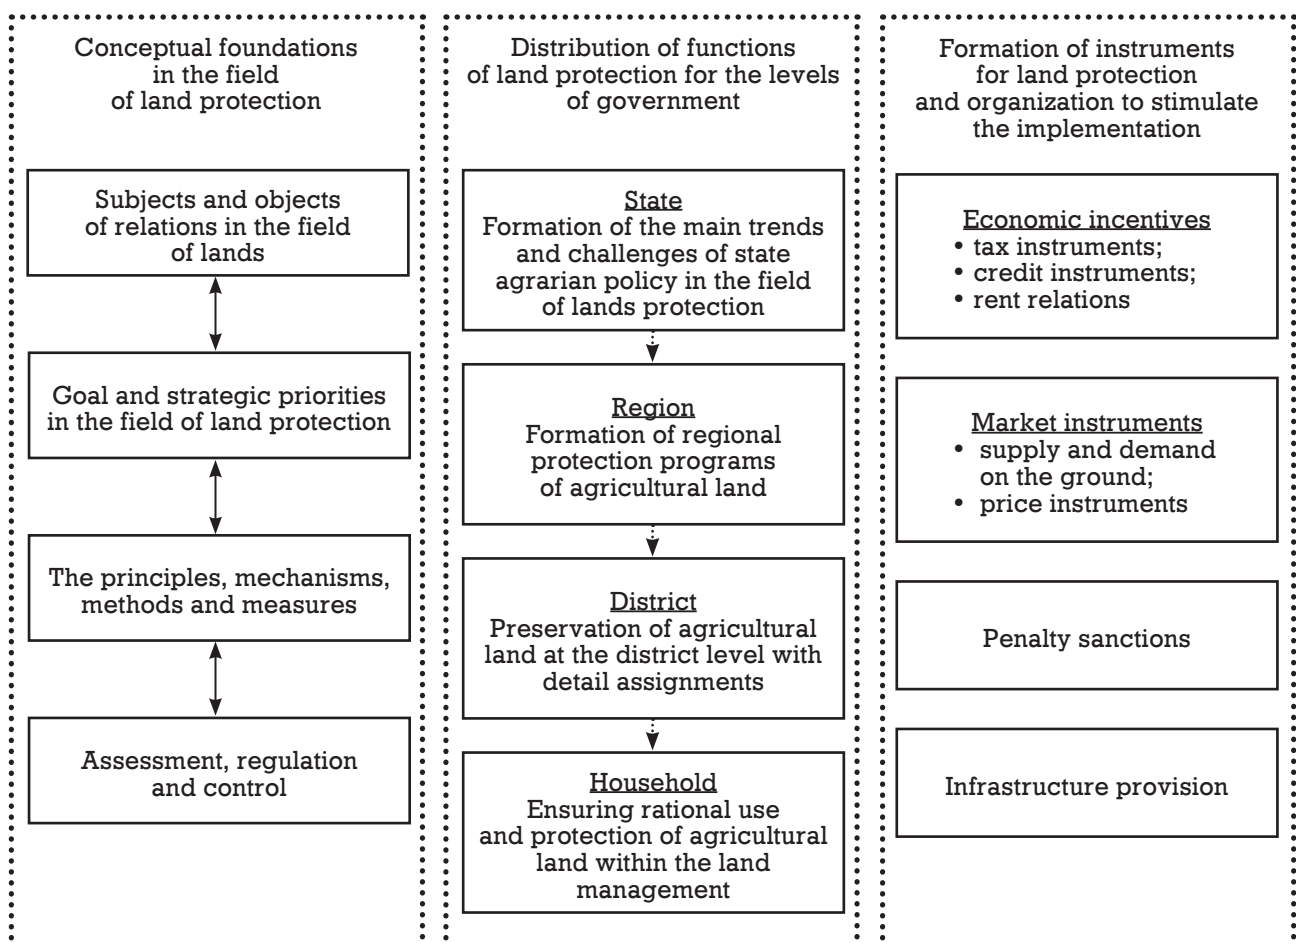 Conceptual foundations
in the field
of land protection
Subjects and objects
of relations in the field
of lands
Goal and strategic priorities
in the field of land protection
The principles, mechanisms,
methods and measures
Assessment, regulation
and control
Distribution of functions
of land protection for the levels
of government
State
Formation of the main trends
and challenges of state
agrarian policy in the field
of lands protection
Region
Formation of regional
protection programs
of agricultural land
District
Preservation of agricultural
land at the district level with
detail assignments
Household
Ensuring rational use
and protection of agricultural
land within the land
management
Formation of instruments
for land protection
and organization to stimulate
the implementation
Economic incentives
• tax instruments;
• credit instruments;
• rent relations
Market instruments
• supply and demand
on the ground;
• price instruments
Penalty sanctions
Infrastructure provision